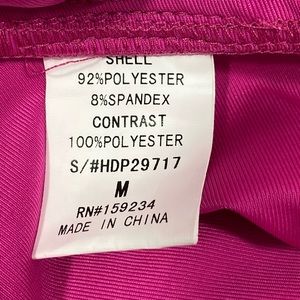 SHELL
92%POLYESTER
8%SPANDEX
CONTRAST
100%POLYESTER
S/#HDP29717
M
RN#159234
MADE IN CHINA